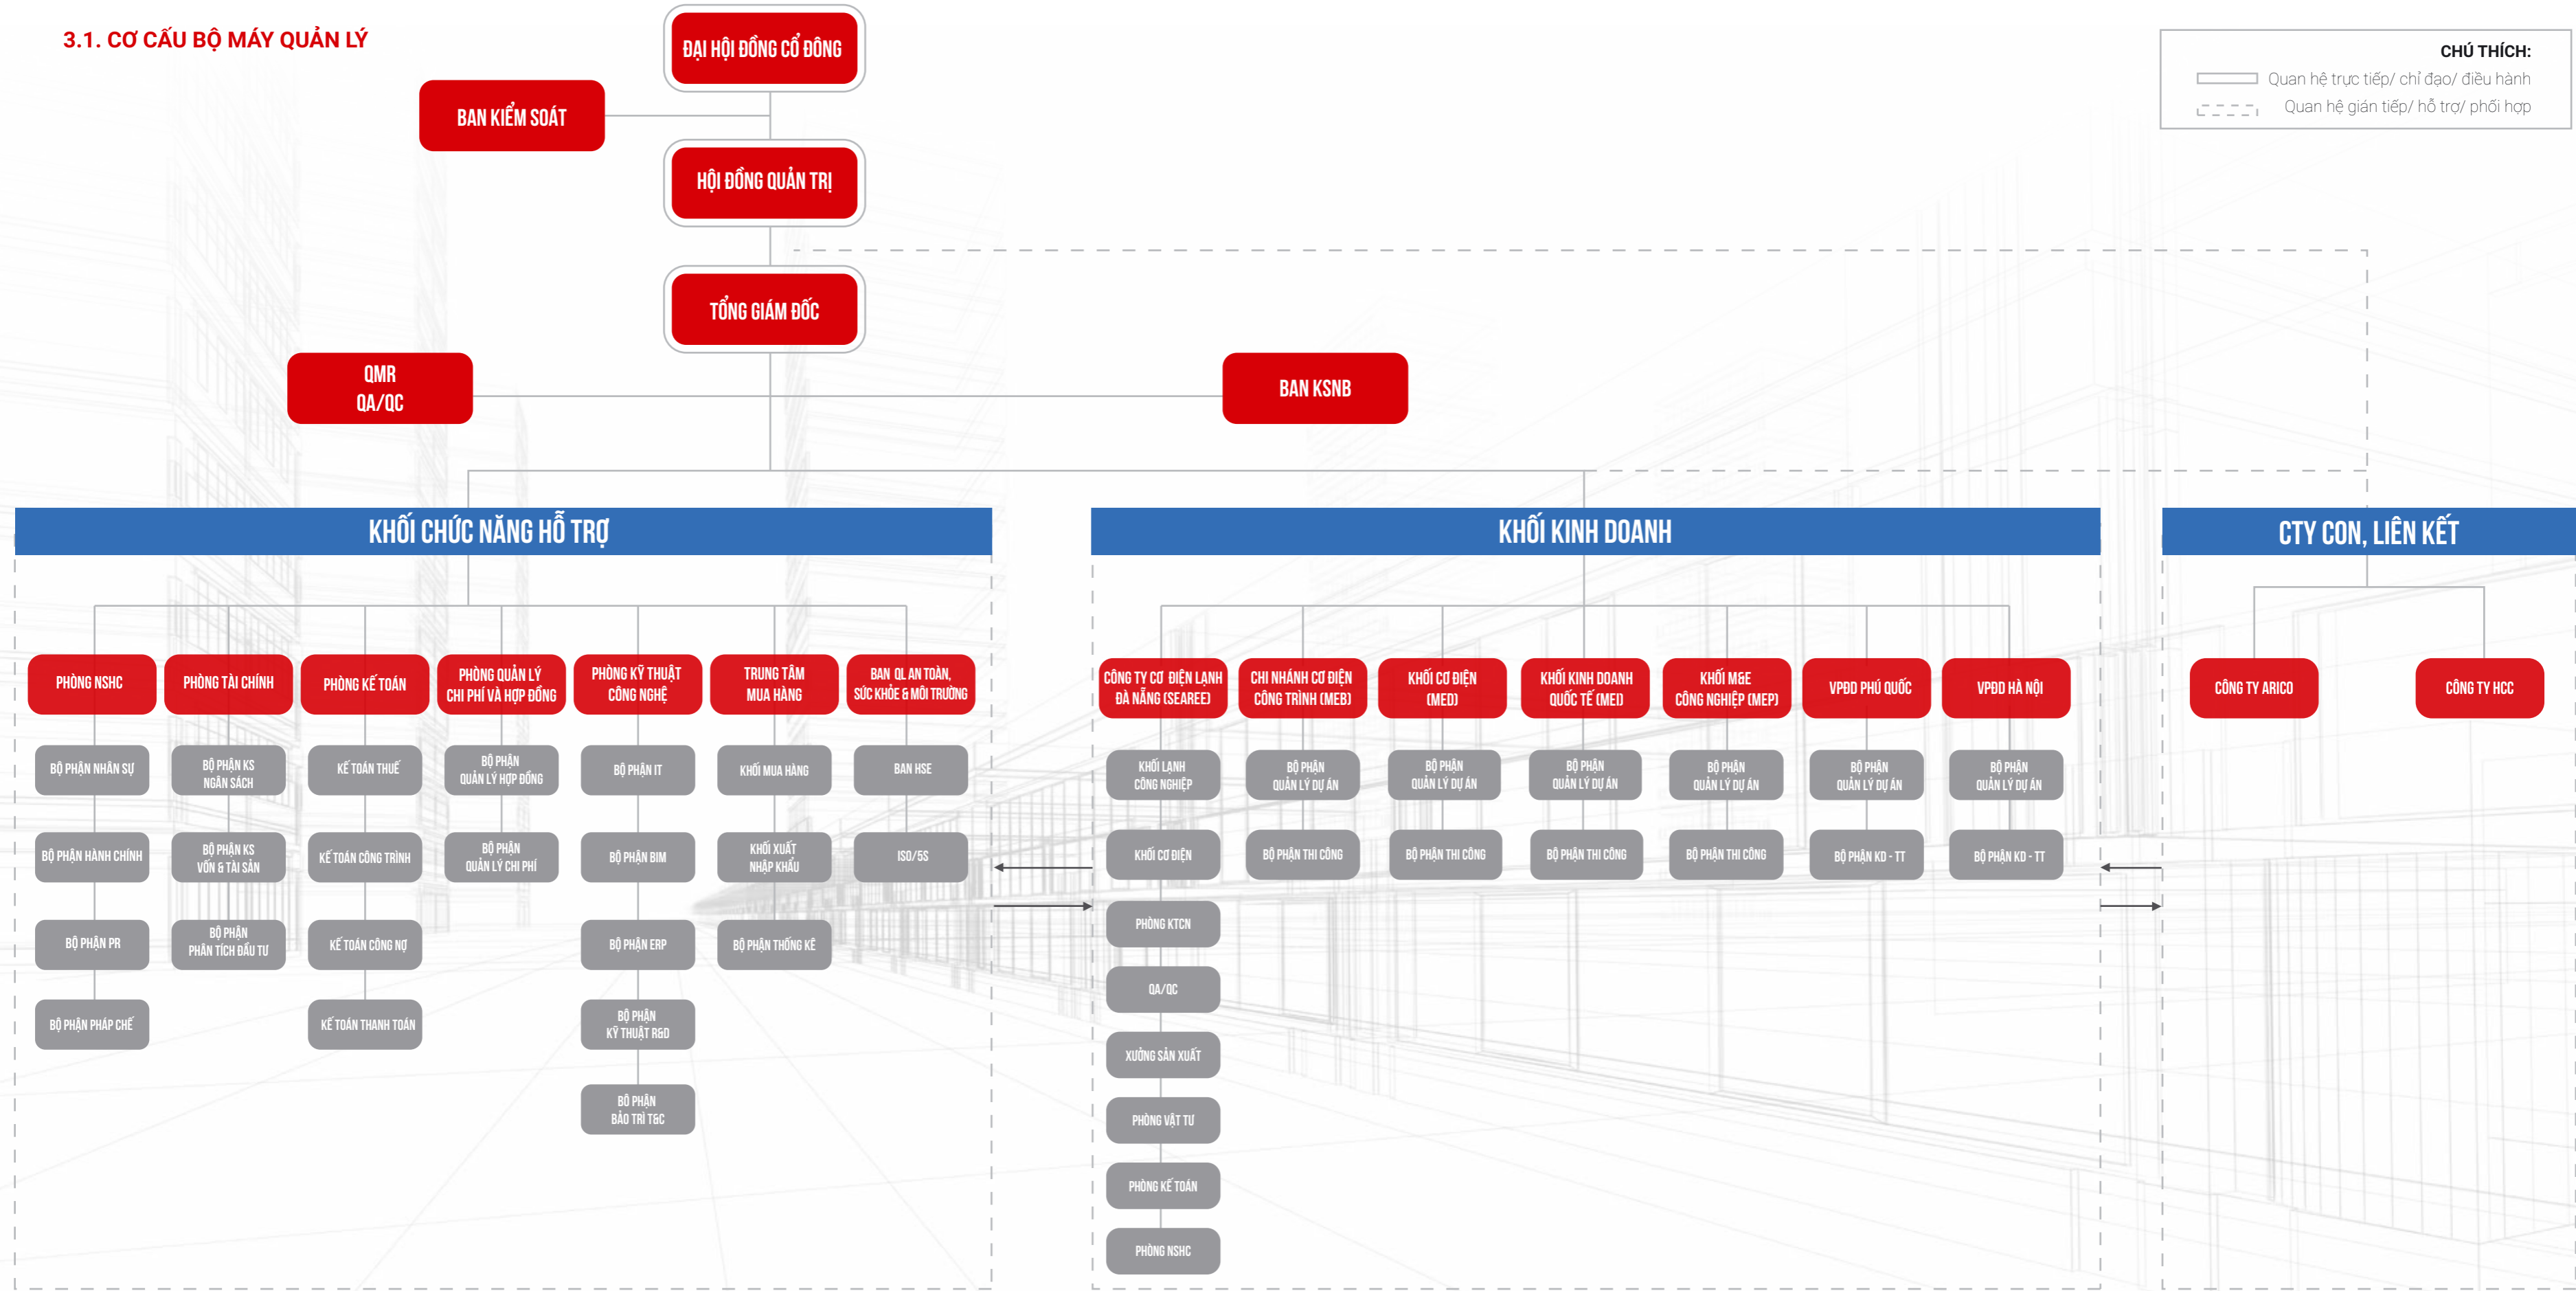 3.1. CƠ CẤU BỘ MÁY QUẢN LÝ
ĐẠI HỘI ĐỒNG CỔ ĐÔNG
CHÚ THÍCH:
Quan hệ trực tiếp/ chỉ đạo/ điều hành
Quan hệ gián tiếp/ hỗ trợ/ phối hợp
BAN KIỂM SOÁT
HỘI ĐỒNG QUẢN TRỊ
TỔNG GIÁM ĐỐC
QMR
QA/QC
BAN KSNB
KHỐI CHỨC NĂNG HỖ TRỢ
PHÒNG NSHC
BỘ PHẬN NHÂN SỰ
BỘ PHẬN HÀNH CHÍNH
BỘ PHẬN PR
BỘ PHẬN PHÁP CHẾ
PHÒNG TÀI CHÍNH
BỘ PHẬN KS
NGÂN SÁCH
BỘ PHẬN KS
VỐN & TÀI SẢN
BỘ PHẬN
PHÂN TÍCH ĐẦU TƯ
PHÒNG KẾ TOÁN
KẾ TOÁN THUẾ
KẾ TOÁN CÔNG TRÌNH
KẾ TOÁN CÔNG NỢ
KẾ TOÁN THANH TOÁN
PHÒNG QUẢN LÝ
CHI PHÍ VÀ HỢP ĐỒNG
BỘ PHẬN
QUẢN LÝ HỢP ĐỒNG
BỘ PHẬN
QUẢN LÝ CHI PHÍ
PHÒNG KỸ THUẬT
CÔNG NGHỆ
BỘ PHẬN IT
BỘ PHẬN BIM
BỘ PHẬN ERP
BỘ PHẬN
KỸ THUẬT R&D
BÔ PHẬN
BẢO TRÌ T&C
TRUNG TÂM
MUA HÀNG
KHỐI MUA HÀNG
KHỐI XUẤT
NHẬP KHẨU
BỘ PHẬN THỐNG KÊ
BAN QL AN TOÀN,
SỨC KHỎE & MÔI TRƯỜNG
BAN HSE
ISO/5S
KHỐI KINH DOANH
CÔNG TY CƠ ĐIỆN LẠNH
ĐÀ NẴNG (SEAREE)
KHỐI LẠNH
CÔNG NGHIỆP
KHỐI CƠ ĐIỆN
PHÒNG KTCN
QA/QC
XƯỞNG SẢN XUẤT
PHÒNG VẬT TƯ
PHÒNG KẾ TOÁN
PHÒNG NSHC
CHI NHÁNH CƠ ĐIỆN
CÔNG TRÌNH (MEB)
BỘ PHẬN
QUẢN LÝ DỰ ÁN
BỘ PHẬN THI CÔNG
KHỐI CƠ ĐIỆN
(MED)
BỘ PHẬN
QUẢN LÝ DỰ ÁN
BỘ PHẬN THI CÔNG
KHỐI KINH DOANH
QUỐC TẾ (MEI)
BỘ PHẬN
QUẢN LÝ DỰ ÁN
BỘ PHẬN THI CÔNG
KHỐI M&E
CÔNG NGHIỆP (MEP)
BỘ PHẬN
QUẢN LÝ DỰ ÁN
BỘ PHẬN THI CÔNG
VPĐD PHÚ QUỐC
BỘ PHẬN
QUẢN LÝ DỰ ÁN
BỘ PHẬN KD - TT
VPĐD HÀ NỘI
BỘ PHẬN
QUẢN LÝ DỰ ÁN
BỘ PHẬN KD - TT
CTY CON, LIÊN KẾT
CÔNG TY ARICO
CÔNG TY HCC